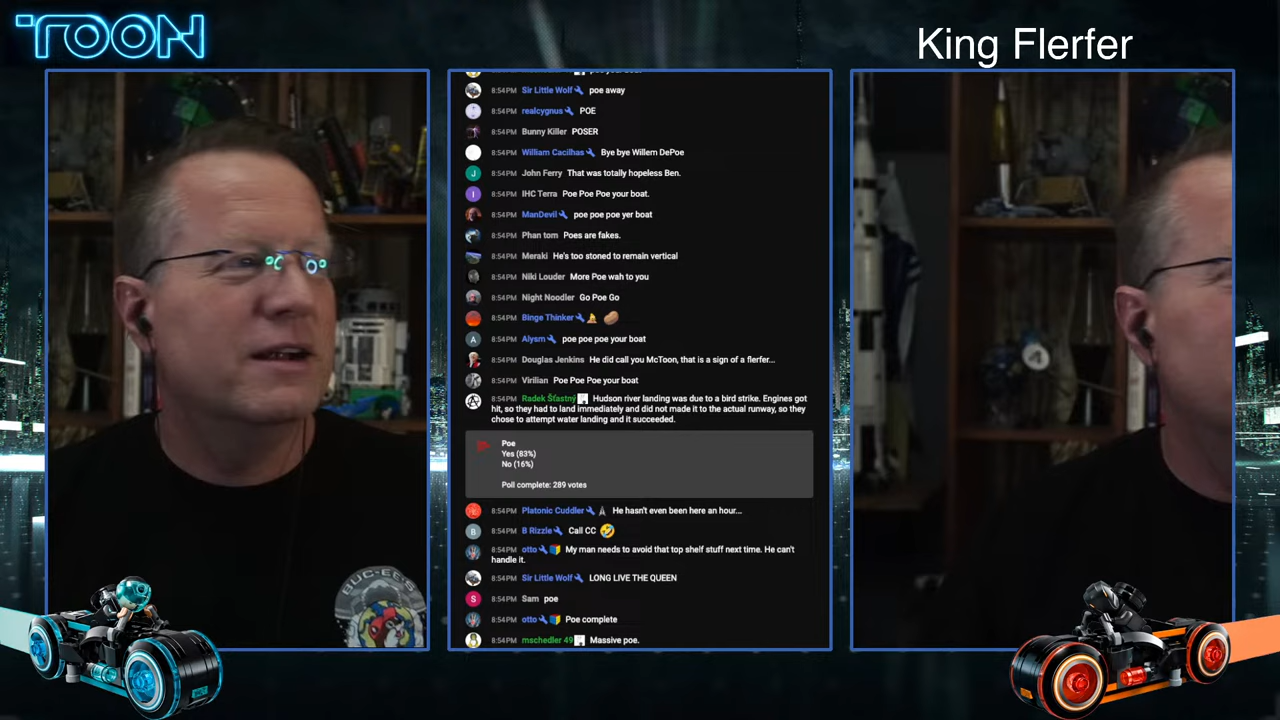 TOON
King Flerfer
8:54PM Sir Little Wolf poe away
8:54PM realcygnus POE
8:54PM Bunny Killer POSER
8:54PM William Cacilhas Bye bye Willem DePoe
J 8:54PM John Ferry That was totally hopeless Ben.
I 8:54PM IHC Terra Poe Poe Poe your boat.
8:54PM ManDevil poe poe poe yer boat
8:54PM Phan tom Poes are fakes.
8:54PM Meraki He's too stoned to remain vertical
8:54PM Niki Louder More Poe wah to you
8:54PM Night Noodler Go Poe Go
8:54PM Binge Thinker ⛵ 🥔
A 8:54PM Alysm poe poe poe your boat
8:54PM Douglas Jenkins He did call you McToon, that is a sign of a flerfer...
8:54PM Virilian Poe Poe Poe your boat
8:54PM Radek Šťastný Hudson river landing was due to a bird strike. Engines got
hit, so they had to land immediately and did not made it to the actual runway, so they
chose to attempt water landing and it succeeded.
Poe
Yes (83%)
No (16%)
Poll complete: 289 votes
8:54PM Platonic Cuddler He hasn't even been here an hour...
B 8:54PM B Rizzle Call CC 🤣
8:54PM otto My man needs to avoid that top shelf stuff next time. He can't
handle it.
8:54PM Sir Little Wolf LONG LIVE THE QUEEN
S 8:54PM Sam poe
8:54PM otto Poe complete
8:54PM mschedler 49 Massive poe.
BUC-EE'S
4